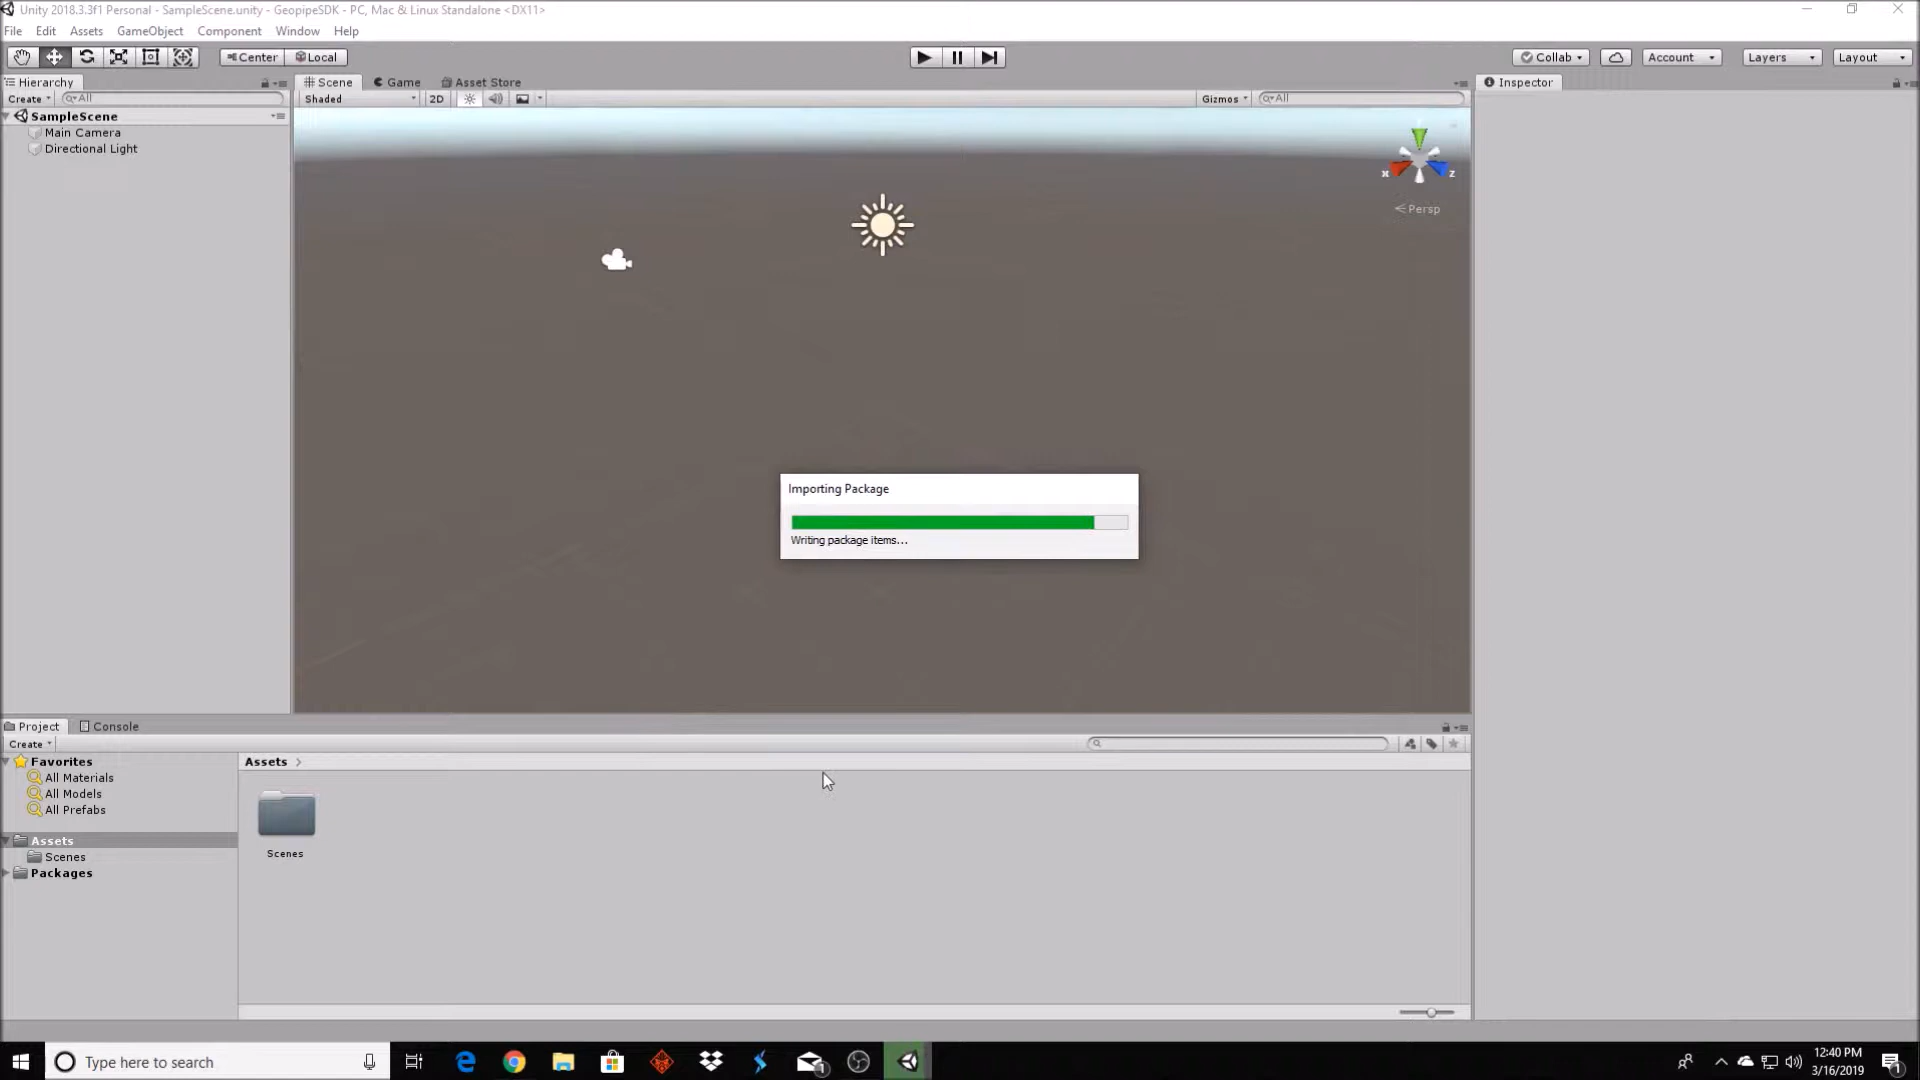 Unity 2018.3.3f1 Personal - SampleScene.unity - GeopipeSDK - PC, Mac & Linux Standalone <DX11>
File Edit Assets GameObject Component Window Help
Center Local Collab Account Layers Layout
Hierarchy Scene Game Asset Store Inspector
Create All Shaded 2D Gizmos All
SampleScene
Main Camera
Directional Light
x z
Persp
Importing Package
Writing package items...
Project Console
Create
Favorites
All Materials
All Models
All Prefabs
Assets
Scenes
Packages
Assets
Scenes
Type here to search
1
12:40 PM
3/16/2019
1